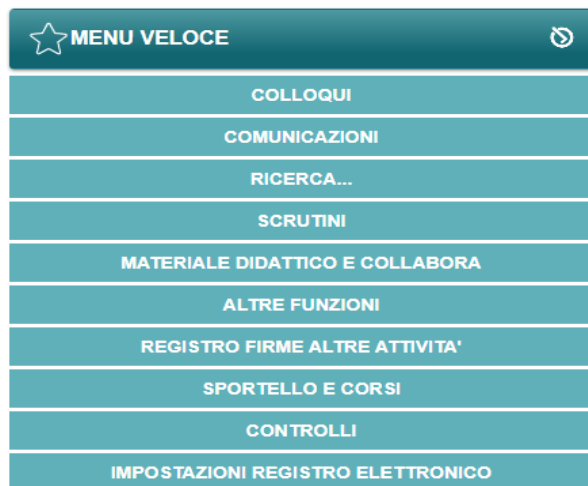 MENU VELOCE
COLLOQUI
COMUNICAZIONI
RICERCA...
SCRUTINI
MATERIALE DIDATTICO E COLLABORA
ALTRE FUNZIONI
REGISTRO FIRME ALTRE ATTIVITA'
SPORTELLO E CORSI
CONTROLLI
IMPOSTAZIONI REGISTRO ELETTRONICO